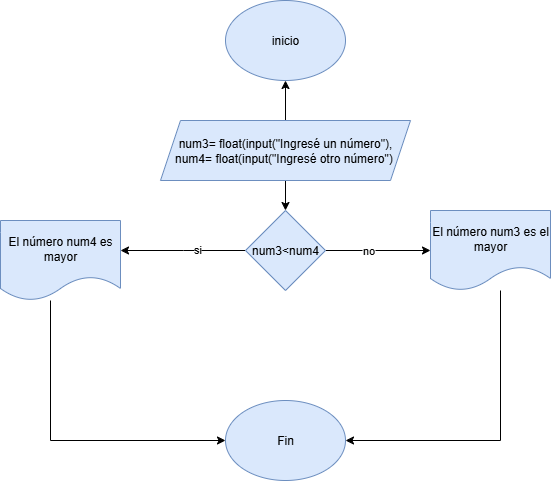 inicio
num3= float(input("Ingresé un número"),
num4= float(input("Ingresé otro número")
El número num4 es
mayor
si
num3<num4
no
El número num3 es el
mayor
Fin